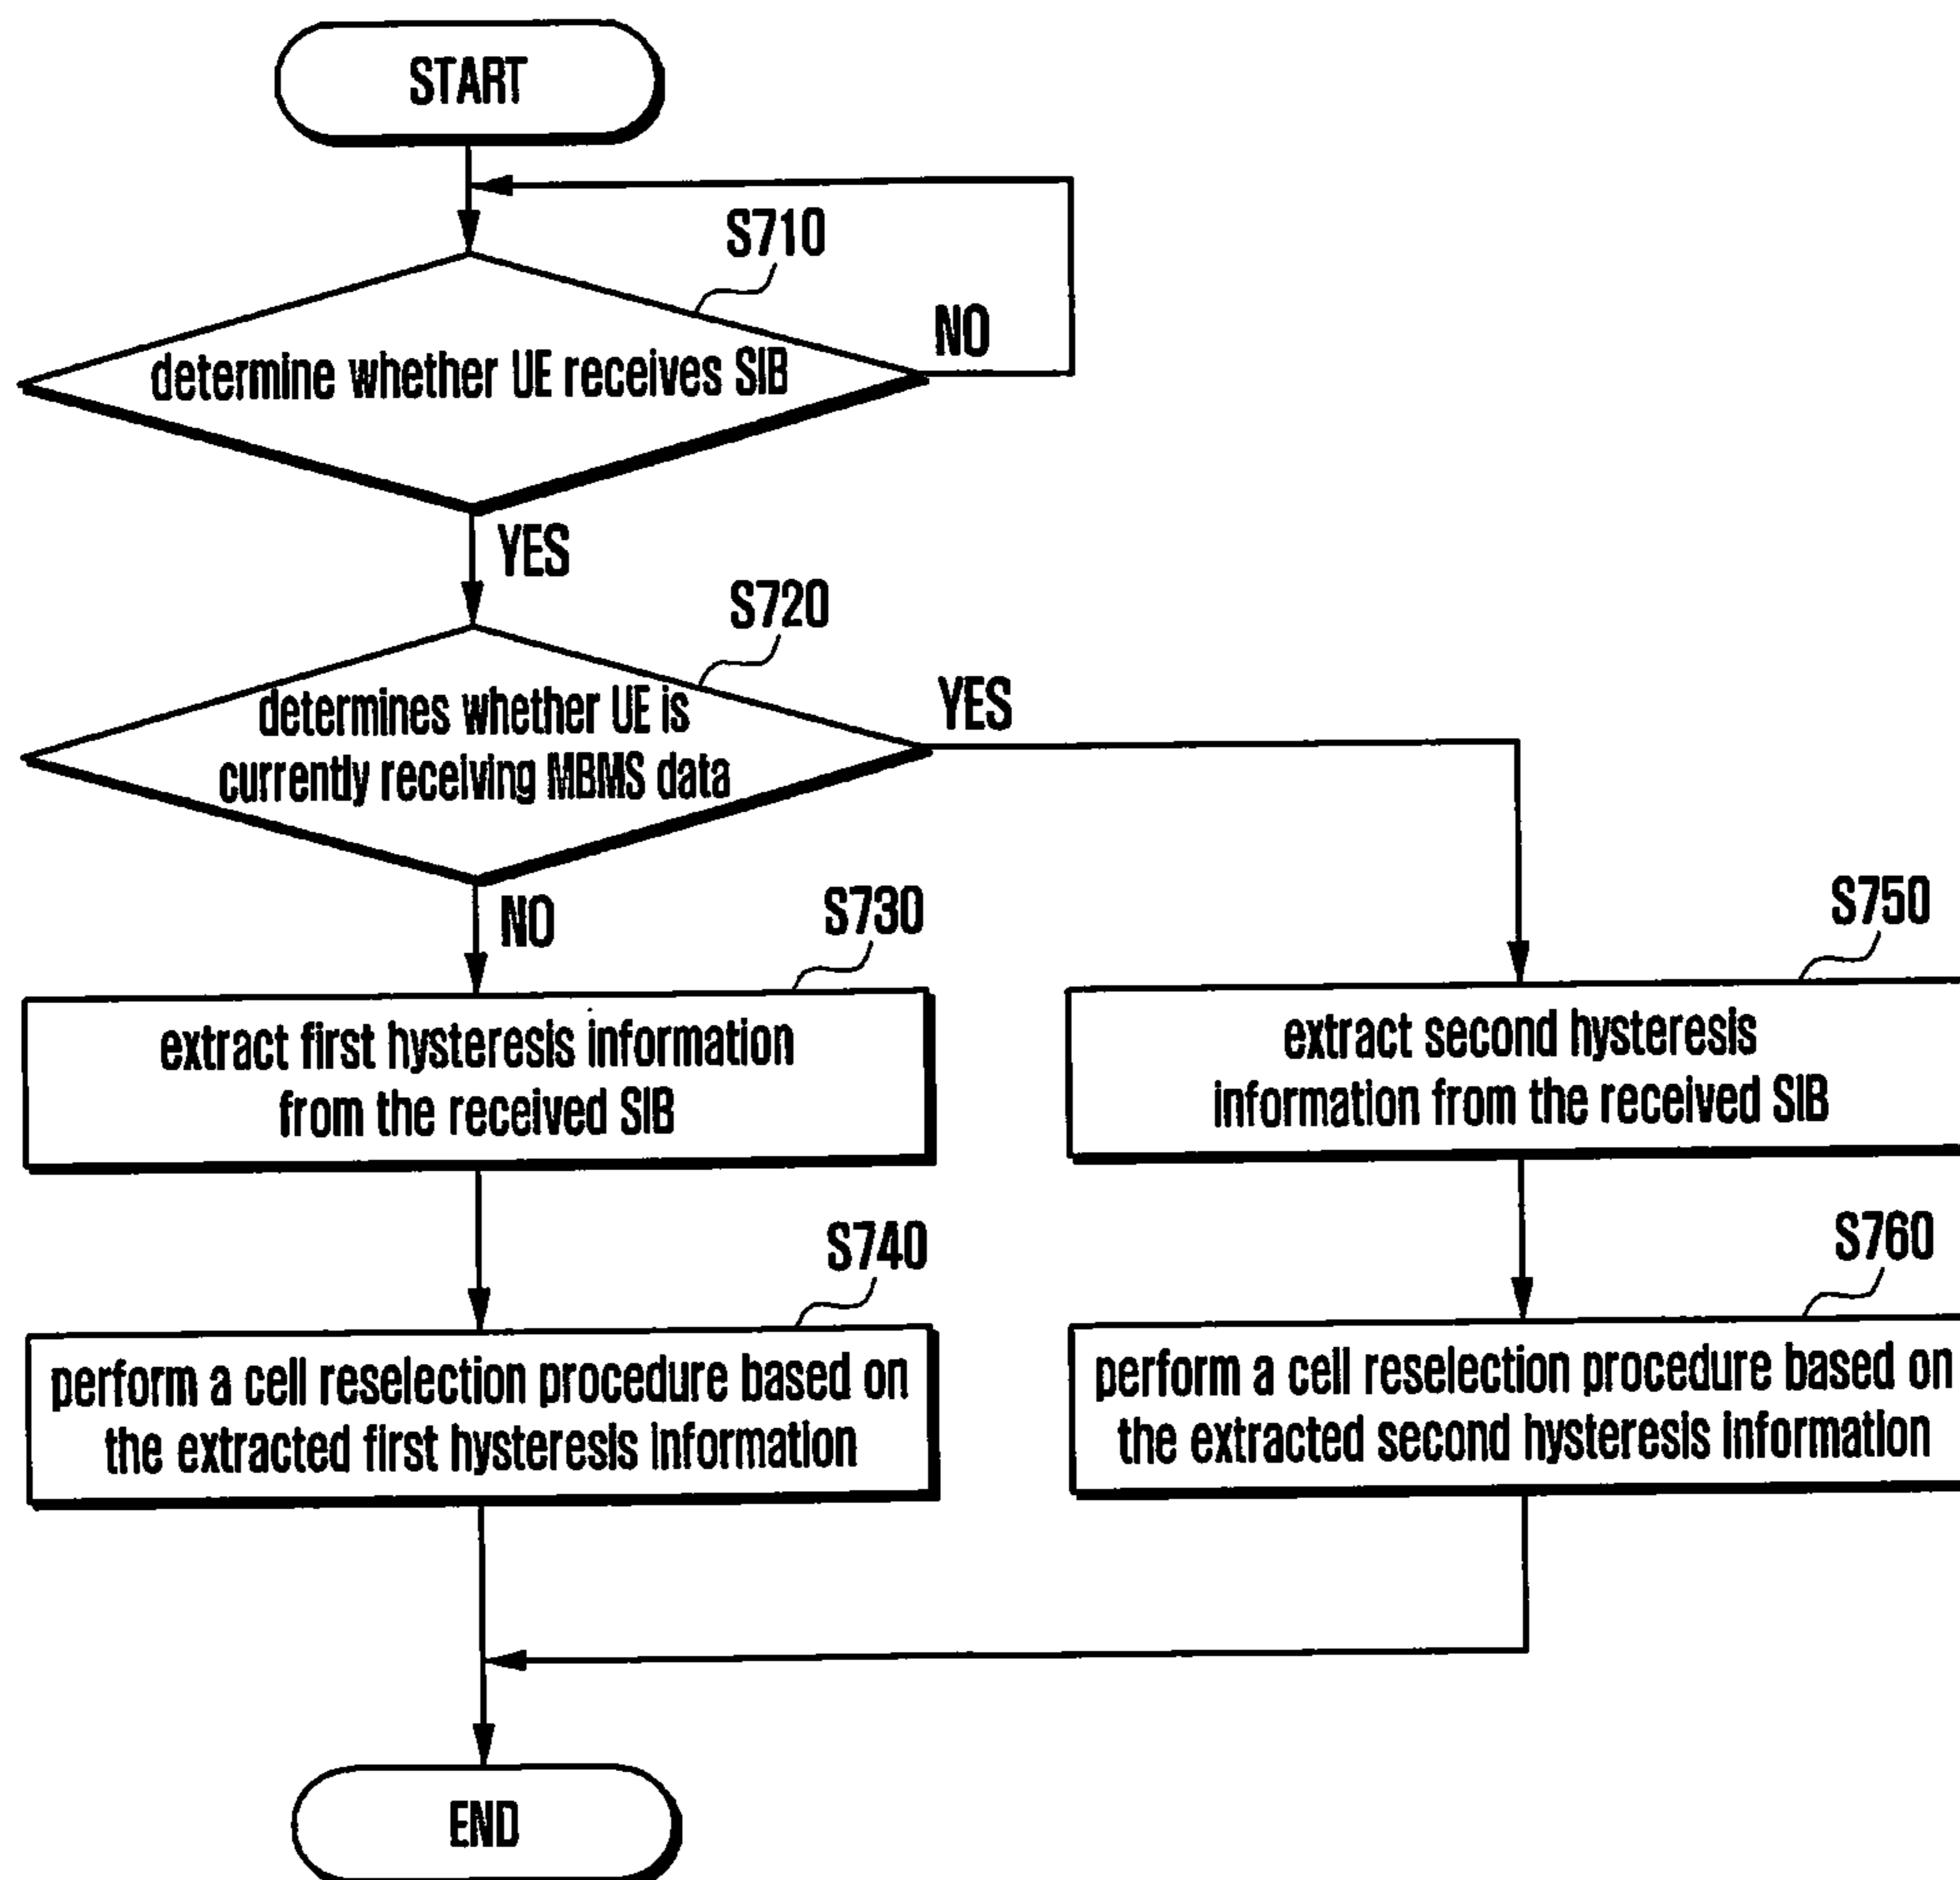 START
S710
determine whether UE receives SIB
NO
YES
S720
determines whether UE is
currently receiving MBMS data
YES
NO
S730
extract first hysteresis information
from the received SIB
S750
extract second hysteresis
information from the received SIB
S740
perform a cell reselection procedure based on
the extracted first hysteresis information
S760
perform a cell reselection procedure based on
the extracted second hysteresis information
END